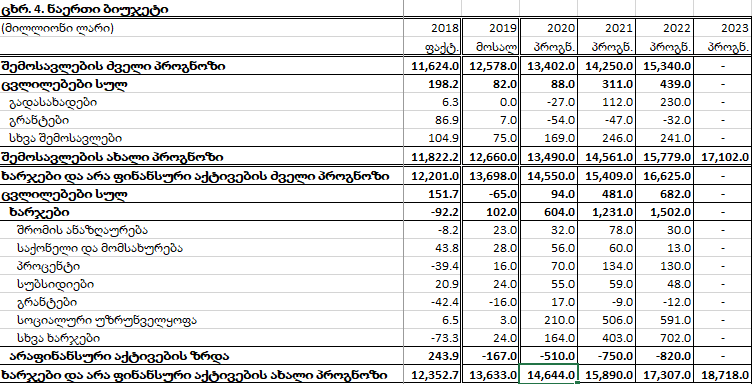 ცხრ. 4. ნაერთი ბიუჯეტი
(მილლიონი ლარი) 2018 2019 2020 2021 2022 2023
ფაქტ. მოსალ პროგნ. პროგნ. პროგნ. პროგნ.
შემოსავლების ძველი პროგნოზი 11,624.0 12,578.0 13,402.0 14,250.0 15,340.0 -
ცვლილებები სულ 198.2 82.0 88.0 311.0 439.0 -
გადასახადები 6.3 0.0 -27.0 112.0 230.0 -
გრანტები 86.9 7.0 -54.0 -47.0 -32.0 -
სხვა შემოსავლები 104.9 75.0 169.0 246.0 241.0 -
შემოსავლების ახალი პროგნოზი 11,822.2 12,660.0 13,490.0 14,561.0 15,779.0 17,102.0
ხარჯები და არა ფინანსური აქტივების ძველი პროგნოზი 12,201.0 13,698.0 14,550.0 15,409.0 16,625.0 -
ცვლილებები სულ 151.7 -65.0 94.0 481.0 682.0 -
ხარჯები -92.2 102.0 604.0 1,231.0 1,502.0 -
შრომის ანაზღაურება -8.2 23.0 32.0 78.0 30.0 -
საქონელი და მომსახურება 43.8 28.0 56.0 60.0 13.0 -
პროცენტი -39.4 16.0 70.0 134.0 130.0 -
სუბსიდიები 20.9 24.0 55.0 59.0 48.0 -
გრანტები -42.4 -16.0 17.0 -9.0 -12.0 -
სოციალური უზრუნველყოფა 6.5 3.0 210.0 506.0 591.0 -
სხვა ხარჯები -73.3 24.0 164.0 403.0 702.0 -
არაფინანსური აქტივების ზრდა 243.9 -167.0 -510.0 -750.0 -820.0 -
ხარჯები და არა ფინანსური აქტივების ახალი პროგნოზი 12,352.7 13,633.0 14,644.0 15,890.0 17,307.0 18,718.0